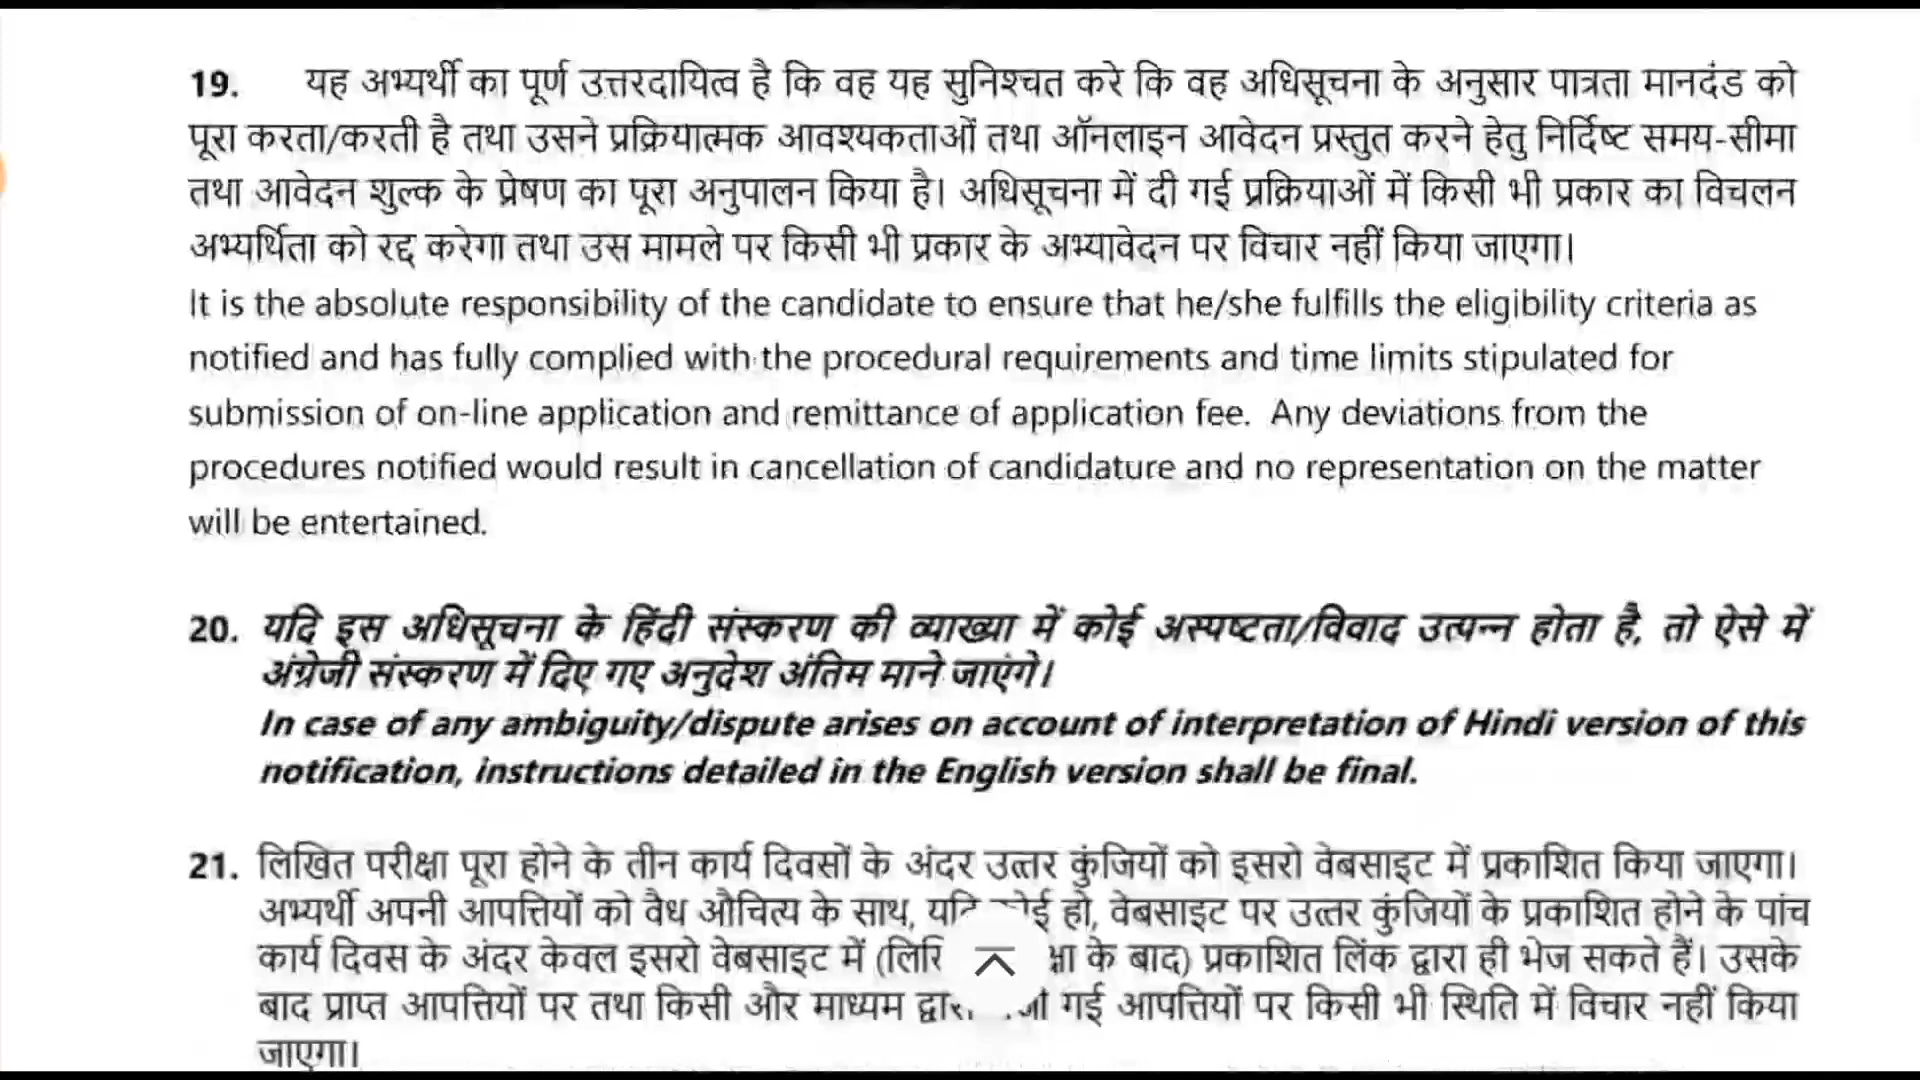 19. यह अभ्यर्थी का पूर्ण उत्तरदायित्व है कि वह यह सुनिश्चत करे कि वह अधिसूचना के अनुसार पात्रता मानदंड को
पूरा करता/करती है तथा उसने प्रक्रियात्मक आवश्यकताओं तथा ऑनलाइन आवेदन प्रस्तुत करने हेतु निर्दिष्ट समय-सीमा
तथा आवेदन शुल्क के प्रेषण का पूरा अनुपालन किया है। अधिसूचना में दी गई प्रक्रियाओं में किसी भी प्रकार का विचलन
अभ्यर्थिता को रद्द करेगा तथा उस मामले पर किसी भी प्रकार के अभ्यावेदन पर विचार नहीं किया जाएगा।
It is the absolute responsibility of the candidate to ensure that he/she fulfills the eligibility criteria as
notified and has fully complied with the procedural requirements and time limits stipulated for
submission of on-line application and remittance of application fee. Any deviations from the
procedures notified would result in cancellation of candidature and no representation on the matter
will be entertained.
20. यदि इस अधिसूचना के हिंदी संस्करण की व्याख्या में कोई अस्पष्टता/विवाद उत्पन्न होता है, तो ऐसे में
अंग्रेजी संस्करण में दिए गए अनुदेश अंतिम माने जाएंगे।
In case of any ambiguity/dispute arises on account of interpretation of Hindi version of this
notification, instructions detailed in the English version shall be final.
21. लिखित परीक्षा पूरा होने के तीन कार्य दिवसों के अंदर उत्तर कुंजियों को इसरो वेबसाइट में प्रकाशित किया जाएगा।
अभ्यर्थी अपनी आपत्तियों को वैध औचित्य के साथ, हो, वेबसाइट पर उत्तर कुंजियों के प्रकाशित होने के पांच
कार्य दिवस के अंदर केवल इसरो वेबसाइट में के बाद) प्रकाशित लिंक द्वारा ही भेज सकते हैं। उसके
बाद प्राप्त आपत्तियों पर तथा किसी और माध्यम गई आपत्तियों पर किसी भी स्थिति में विचार नहीं किया
जाएगा।